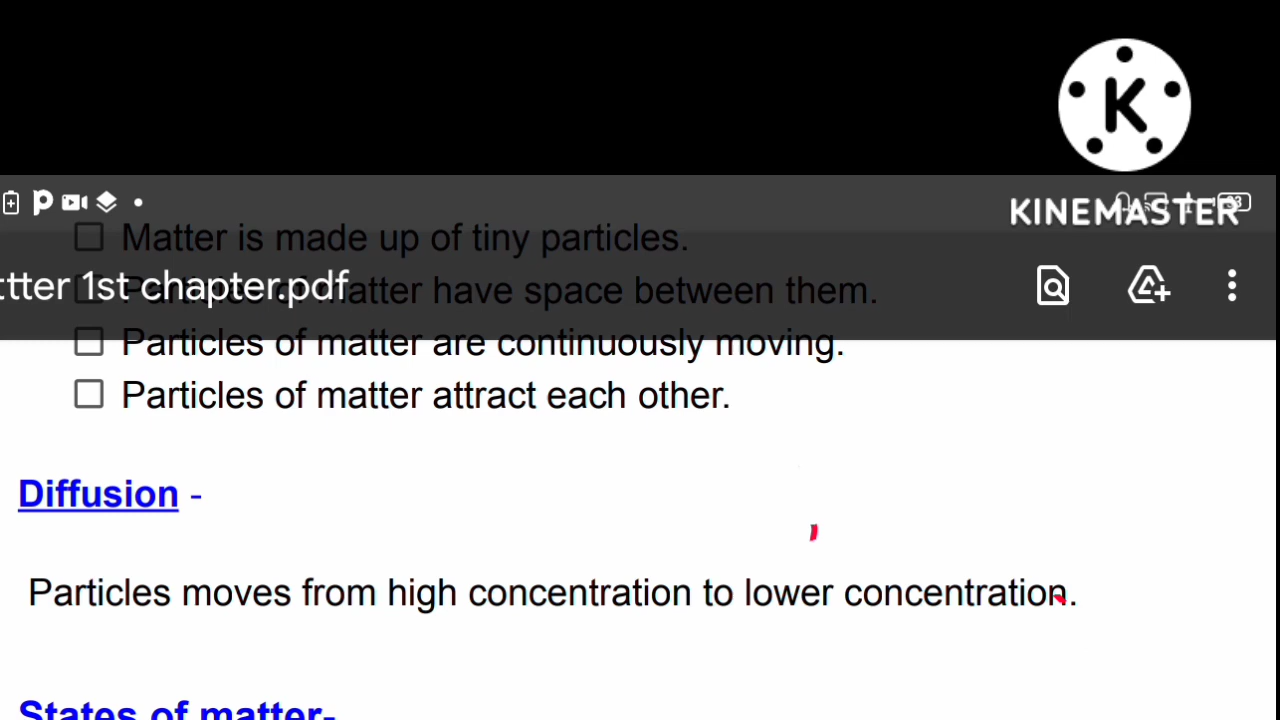 K
KINEMASTER
Matter is made up of tiny particles.
tter 1st chapter.pdf
Particles of matter have space between them.
Particles of matter are continuously moving.
Particles of matter attract each other.
Diffusion -
Particles moves from high concentration to lower concentration.
States of matter-